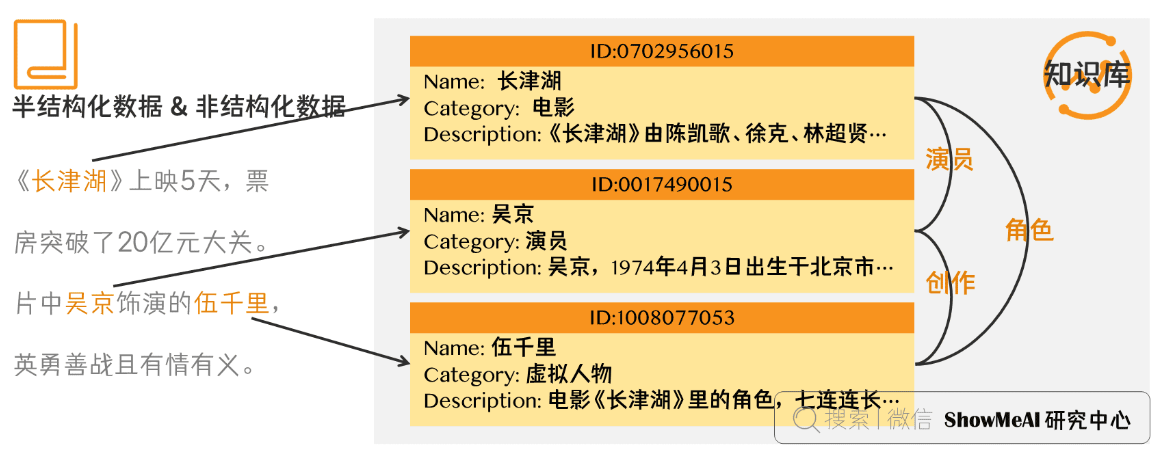 半结构化数据 & 非结构化数据
《长津湖》上映5天，票
房突破了20亿元大关。
片中吴京饰演的伍千里，
英勇善战且有情有义。
知识库
ID:0702956015
Name: 长津湖
Category: 电影
Description:《长津湖》由陈凯歌、徐克、林超贤…
ID:0017490015
Name: 吴京
Category: 演员
Description: 吴京，1974年4月3日出生于北京市…
ID:1008077053
Name: 伍千里
Category: 虚拟人物
Description: 电影《长津湖》里的角色，七连连长…
演员
角色
创作
搜索 | 微信 ShowMeAI 研究中心